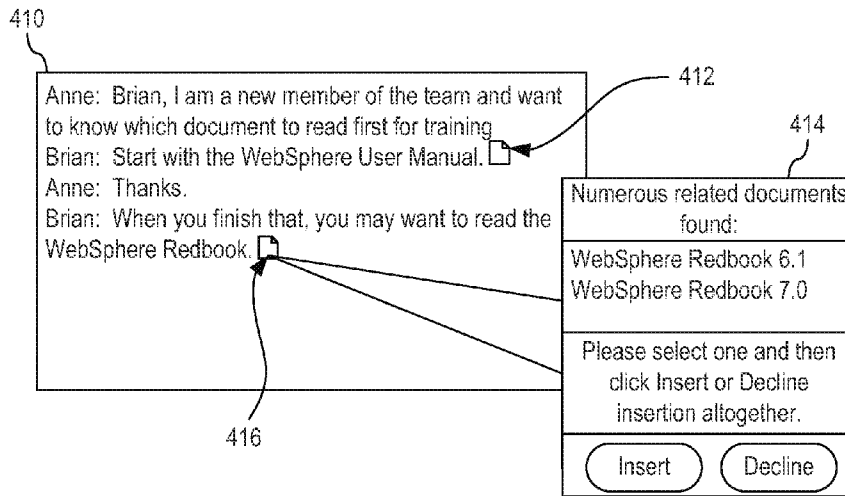 410
412
Anne: Brian, I am a new member of the team and want
to know which document to read first for training
Brian: Start with the WebSphere User Manual.
Anne: Thanks.
Brian: When you finish that, you may want to read the
WebSphere Redbook.
416
414
Numerous related documents
found:
WebSphere Redbook 6.1
WebSphere Redbook 7.0
Please select one and then
click Insert or Decline
insertion altogether.
Insert
Decline